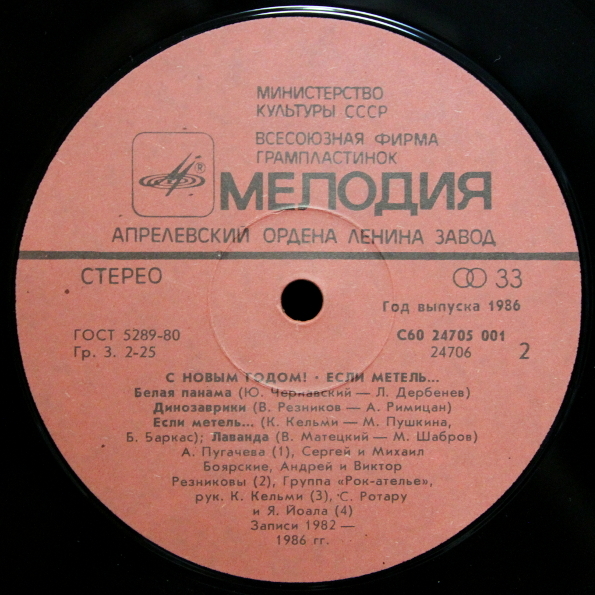 МИНИСТЕРСТВО
КУЛЬТУРЫ СССР
ВСЕСОЮЗНАЯ ФИРМА
ГРАМПЛАСТИНОК
®
МЕЛОДИЯ
АПРЕЛЕВСКИЙ ОРДЕНА ЛЕНИНА ЗАВОД
СТЕРЕО
33
Год выпуска 1986
ГОСТ 5289-80
С60 24705 001
Гр. 3. 2-25
24706
2
С НОВЫМ ГОДОМ! · ЕСЛИ МЕТЕЛЬ...
Белая панама (Ю. Чернавский — Л. Дербенев)
Динозаврики (В. Резников — А. Римицан)
Если метель... (К. Кельми — М. Пушкина,
Б. Баркас); Лаванда (В. Матецкий — М. Шабров)
А. Пугачева (1), Сергей и Михаил
Боярские, Андрей и Виктор
Резниковы (2), Группа «Рок-ателье»,
рук. К. Кельми (3), С. Ротару
и Я. Йоала (4)
Записи 1982 —
1986 гг.